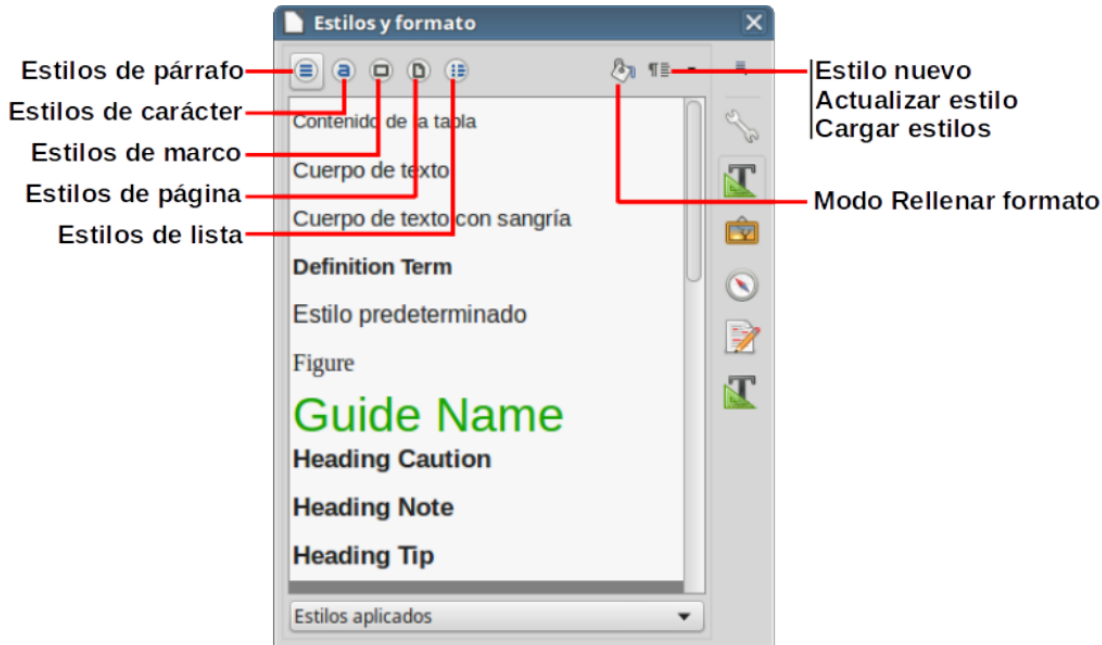 Estilos y formato
Estilos de párrafo
Estilos de carácter
Estilos de marco
Estilos de página
Estilos de lista
Estilo nuevo
Actualizar estilo
Cargar estilos
Modo Rellenar formato
Contenido de la tabla
Cuerpo de texto
Cuerpo de texto con sangría
Definition Term
Estilo predeterminado
Figure
Guide Name
Heading Caution
Heading Note
Heading Tip
Estilos aplicados